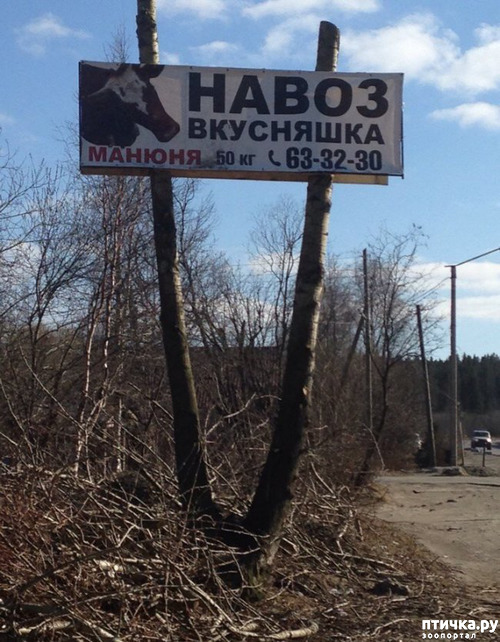 НАВОЗ
ВКУСНЯШКА
МАНЮНЯ 50 кг 63-32-30
птичка.ру
зоопортал